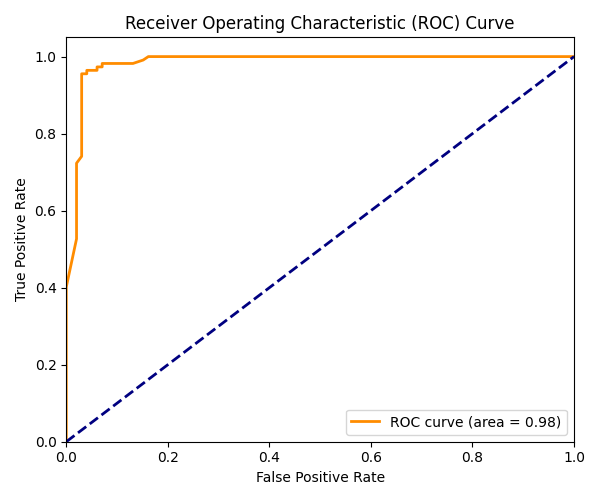 Receiver Operating Characteristic (ROC) Curve
1.0
0.8
0.6
0.4
0.2
0.0
True Positive Rate
ROC curve (area = 0.98)
0.0 0.2 0.4 0.6 0.8 1.0
False Positive Rate